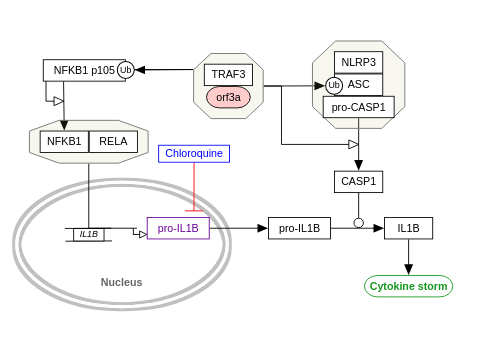 NLRP3
NFKB1 p105
Ub
TRAF3
Ub
ASC
orf3a
pro-CASP1
NFKB1
RELA
Chloroquine
CASP1
IL1B
pro-IL1B
pro-IL1B
IL1B
Nucleus
Cytokine storm